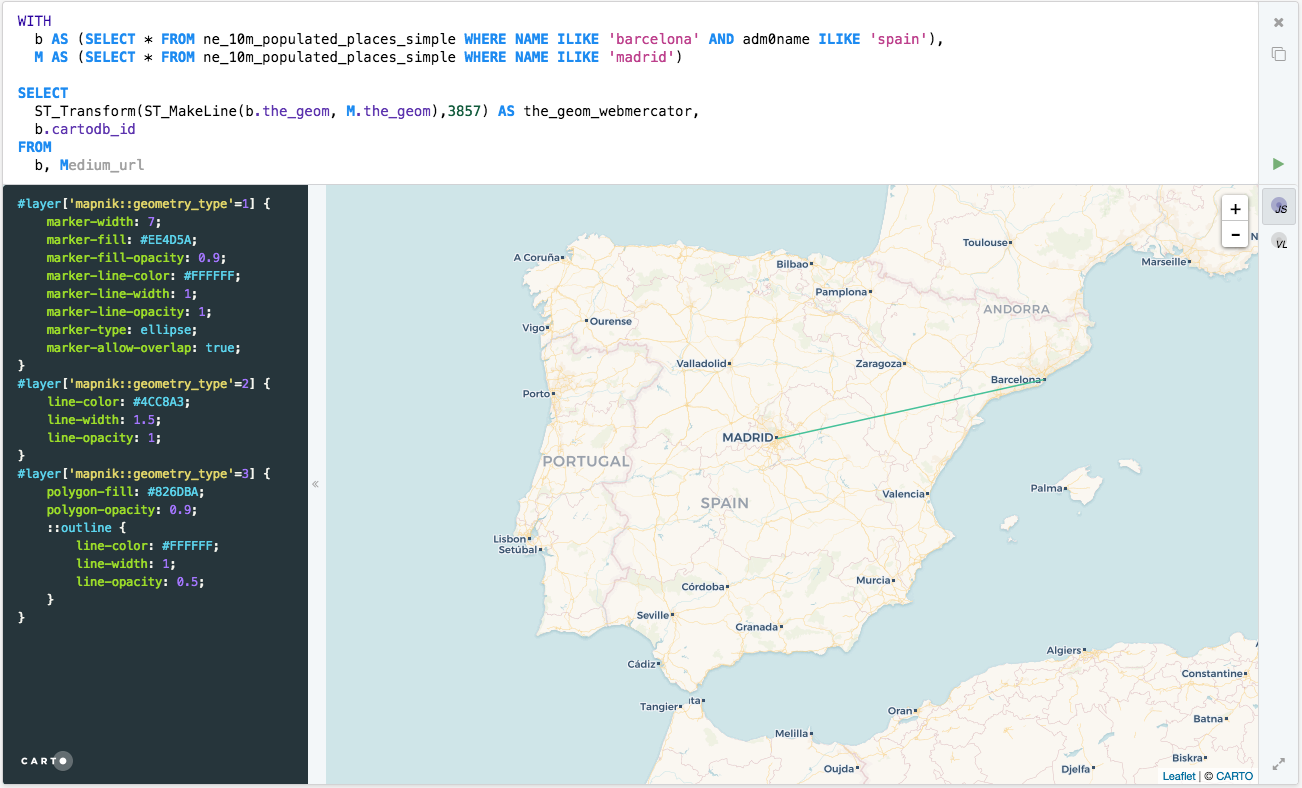 WITH
b AS (SELECT * FROM ne_10m_populated_places_simple WHERE NAME ILIKE 'barcelona' AND adm0name ILIKE 'spain'),
M AS (SELECT * FROM ne_10m_populated_places_simple WHERE NAME ILIKE 'madrid')
SELECT
ST_Transform(ST_MakeLine(b.the_geom, M.the_geom),3857) AS the_geom_webmercator,
b.cartodb_id
FROM
b, Medium_url
#layer['mapnik::geometry_type'=1] {
marker-width: 7;
marker-fill: #EE4D5A;
marker-fill-opacity: 0.9;
marker-line-color: #FFFFFF;
marker-line-width: 1;
marker-line-opacity: 1;
marker-type: ellipse;
marker-allow-overlap: true;
}
#layer['mapnik::geometry_type'=2] {
line-color: #4CC8A3;
line-width: 1.5;
line-opacity: 1;
}
#layer['mapnik::geometry_type'=3] {
polygon-fill: #826DBA;
polygon-opacity: 0.9;
::outline {
line-color: #FFFFFF;
line-width: 1;
line-opacity: 0.5;
}
}
CARTO
«
+
-
JS
VL
N
Toulouse
Marseille
A Coruña
Bilbao
Pamplona
ANDORRA
Vigo
Ourense
Valladolid
Zaragoza
Barcelona
Porto
MADRID
PORTUGAL
SPAIN
Valencia
Palma
Lisbon
Setúbal
Córdoba
Murcia
Seville
Granada
Cádiz
Algiers
Constantine
Tangier
uta
Oran
Batna
Melilla
Biskra
Oujda
Djelfa
Leaflet | © CARTO